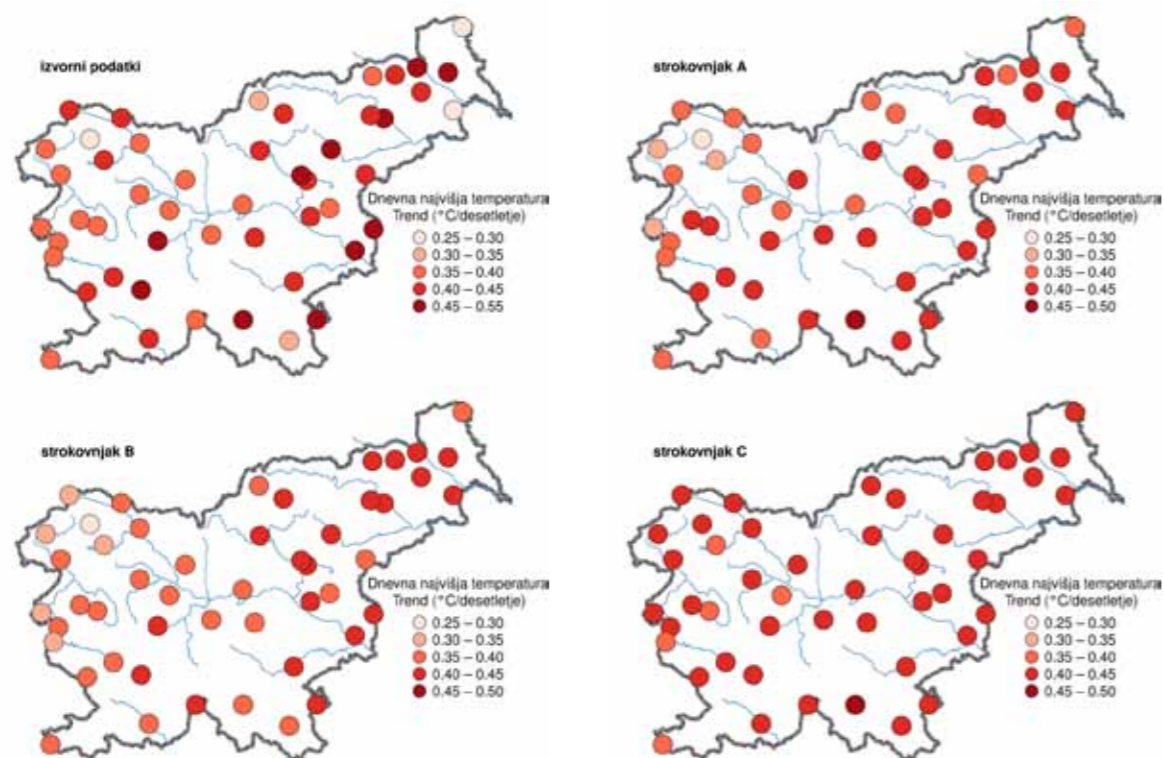 izvorni podatki
Dnevna najvišja temperatura
Trend (°C/desetletje)
0.25 – 0.30
0.30 – 0.35
0.35 – 0.40
0.40 – 0.45
0.45 – 0.55
strokovnjak A
Dnevna najvišja temperatura
Trend (°C/desetletje)
0.25 – 0.30
0.30 – 0.35
0.35 – 0.40
0.40 – 0.45
0.45 – 0.50
strokovnjak B
Dnevna najvišja temperatura
Trend (°C/desetletje)
0.25 – 0.30
0.30 – 0.35
0.35 – 0.40
0.40 – 0.45
0.45 – 0.50
strokovnjak C
Dnevna najvišja temperatura
Trend (°C/desetletje)
0.25 – 0.30
0.30 – 0.35
0.35 – 0.40
0.40 – 0.45
0.45 – 0.50